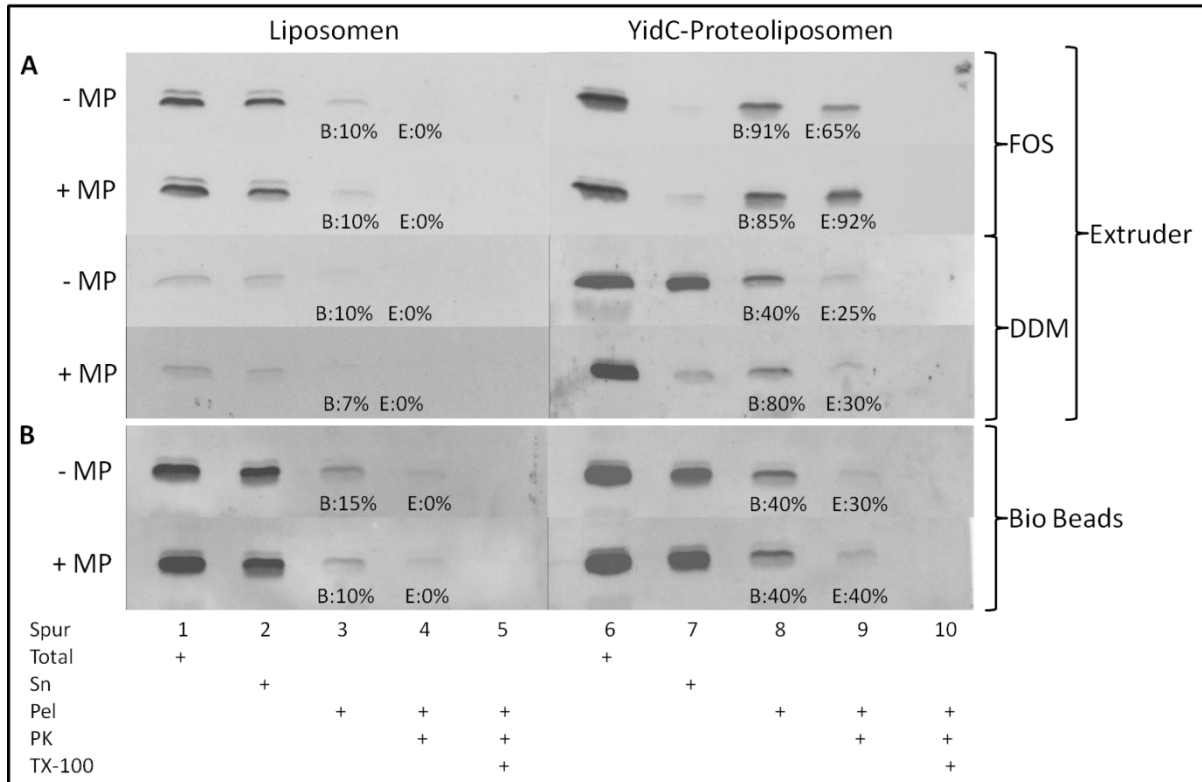 Liposomen YidC-Proteoliposomen
A
- MP
B:10% E:0% B:91% E:65%
FOS
+ MP
B:10% E:0% B:85% E:92%
Extruder
- MP
B:10% E:0% B:40% E:25%
DDM
+ MP
B:7% E:0% B:80% E:30%
B
- MP
B:15% E:0% B:40% E:30%
Bio Beads
+ MP
B:10% E:0% B:40% E:40%
Spur 1 2 3 4 5 6 7 8 9 10
Total + +
Sn + +
Pel + + + + + +
PK + + + +
TX-100 + +